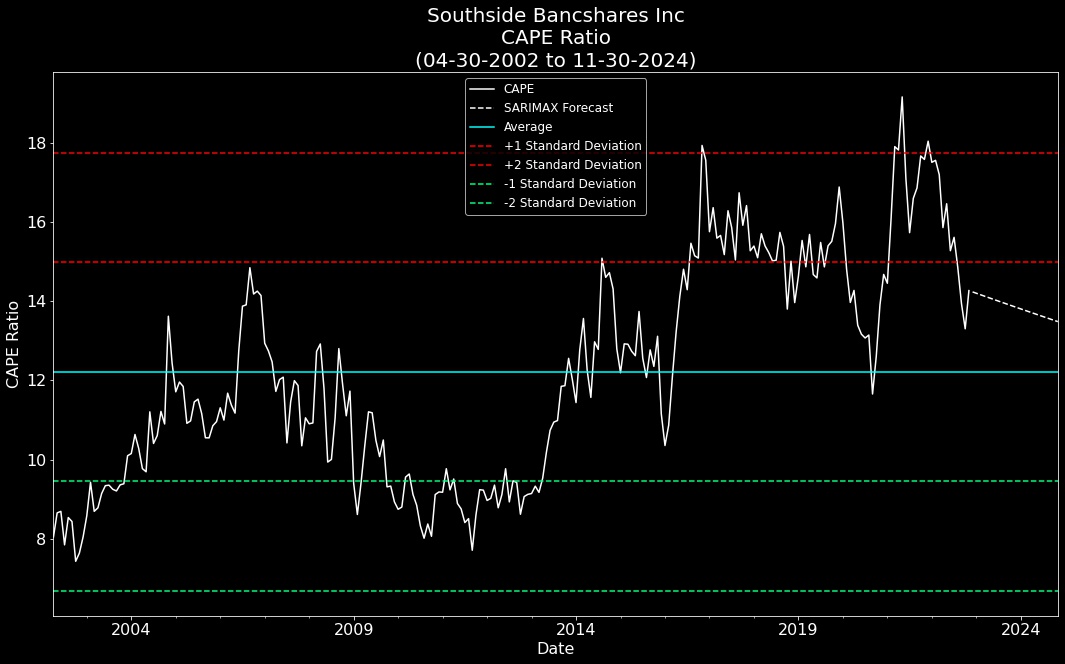 Southside Bancshares Inc
CAPE Ratio
(04-30-2002 to 11-30-2024)
CAPE
SARIMAX Forecast
Average
+1 Standard Deviation
+2 Standard Deviation
-1 Standard Deviation
-2 Standard Deviation
CAPE Ratio
18
16
14
12
10
8
2004 2009 2014 2019 2024
Date